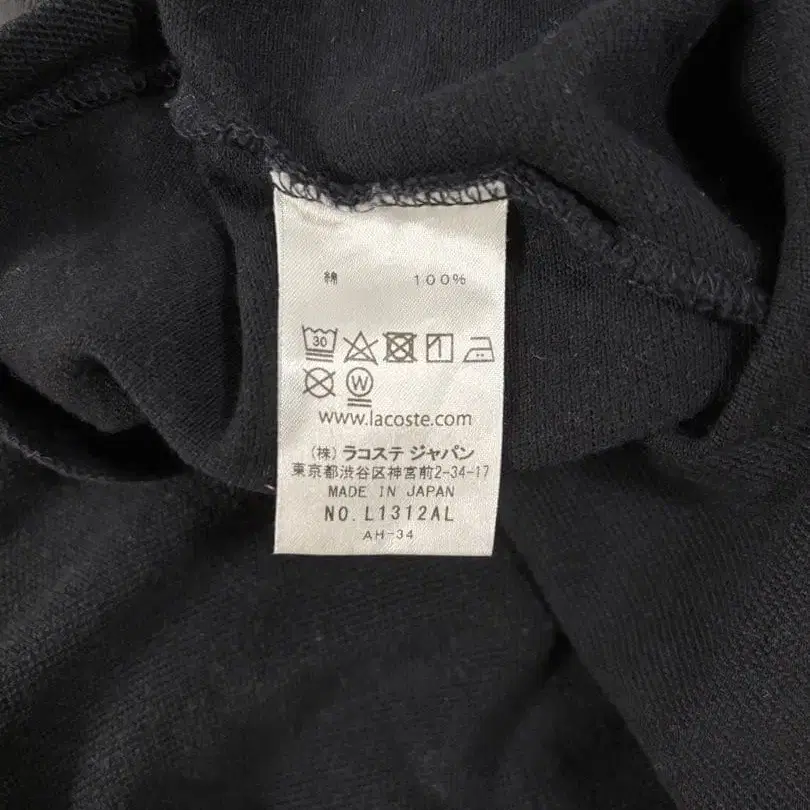 綿 100%
30
W
www.lacoste.com
(株) ラコステ ジャパン
東京都渋谷区神宮前2-34-17
MADE IN JAPAN
NO. L1312AL
AH-34